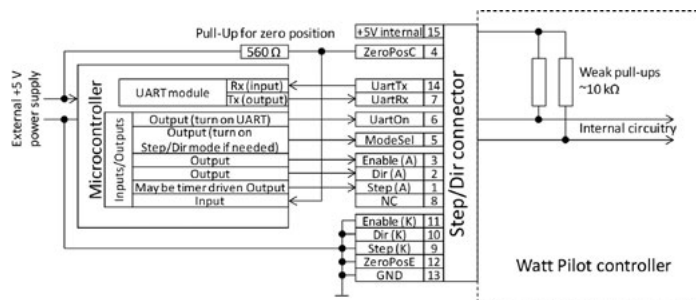 Pull-Up for zero position
560 Ω
External +5 V
power supply
Microcontroller
UART module
Rx (input)
Tx (output)
Inputs/Outputs
Output (turn on UART)
Output (turn on
Step/Dir mode if needed)
Output
Output
May be timer driven Output
Input
+5V internal 15
ZeroPosC 4
UartTx 14
UartRx 7
UartOn 6
ModeSel 5
Enable (A) 3
Dir (A) 2
Step (A) 1
NC 8
Enable (K) 11
Dir (K) 10
Step (K) 9
ZeroPosE 12
GND 13
Step/Dir connector
Weak pull-ups
~10 kΩ
Internal circuitry
Watt Pilot controller